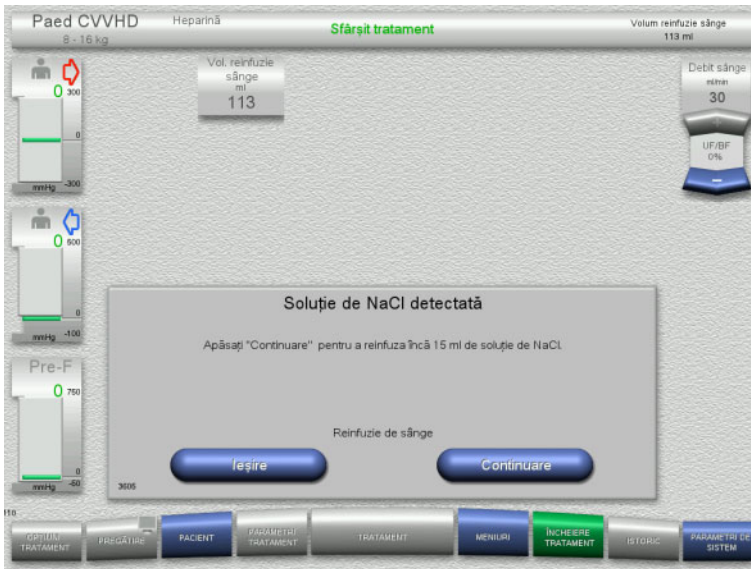 Paed CVVHD
8 - 16 kg
Heparină
Sfârșit tratament
Volum reinfuzie sânge
113 ml
0
300
0
mmHg
-300
Vol. reinfuzie
sânge
ml
113
Debit sânge
ml/min
30
+
UF/BF
0%
−
0
500
0
mmHg
-100
Pre-F
0
750
0
mmHg
-50
Soluție de NaCl detectată
Apăsați "Continuare" pentru a reinfuza încă 15 ml de soluție de NaCl.
Reinfuzie de sânge
Ieșire
Continuare
3605
OPȚIUNI
TRATAMENT
PREGĂTIRE
PACIENT
PARAMETRI
TRATAMENT
TRATAMENT
MENIURI
ÎNCHEIERE
TRATAMENT
ISTORIC
PARAMETRI DE
SISTEM